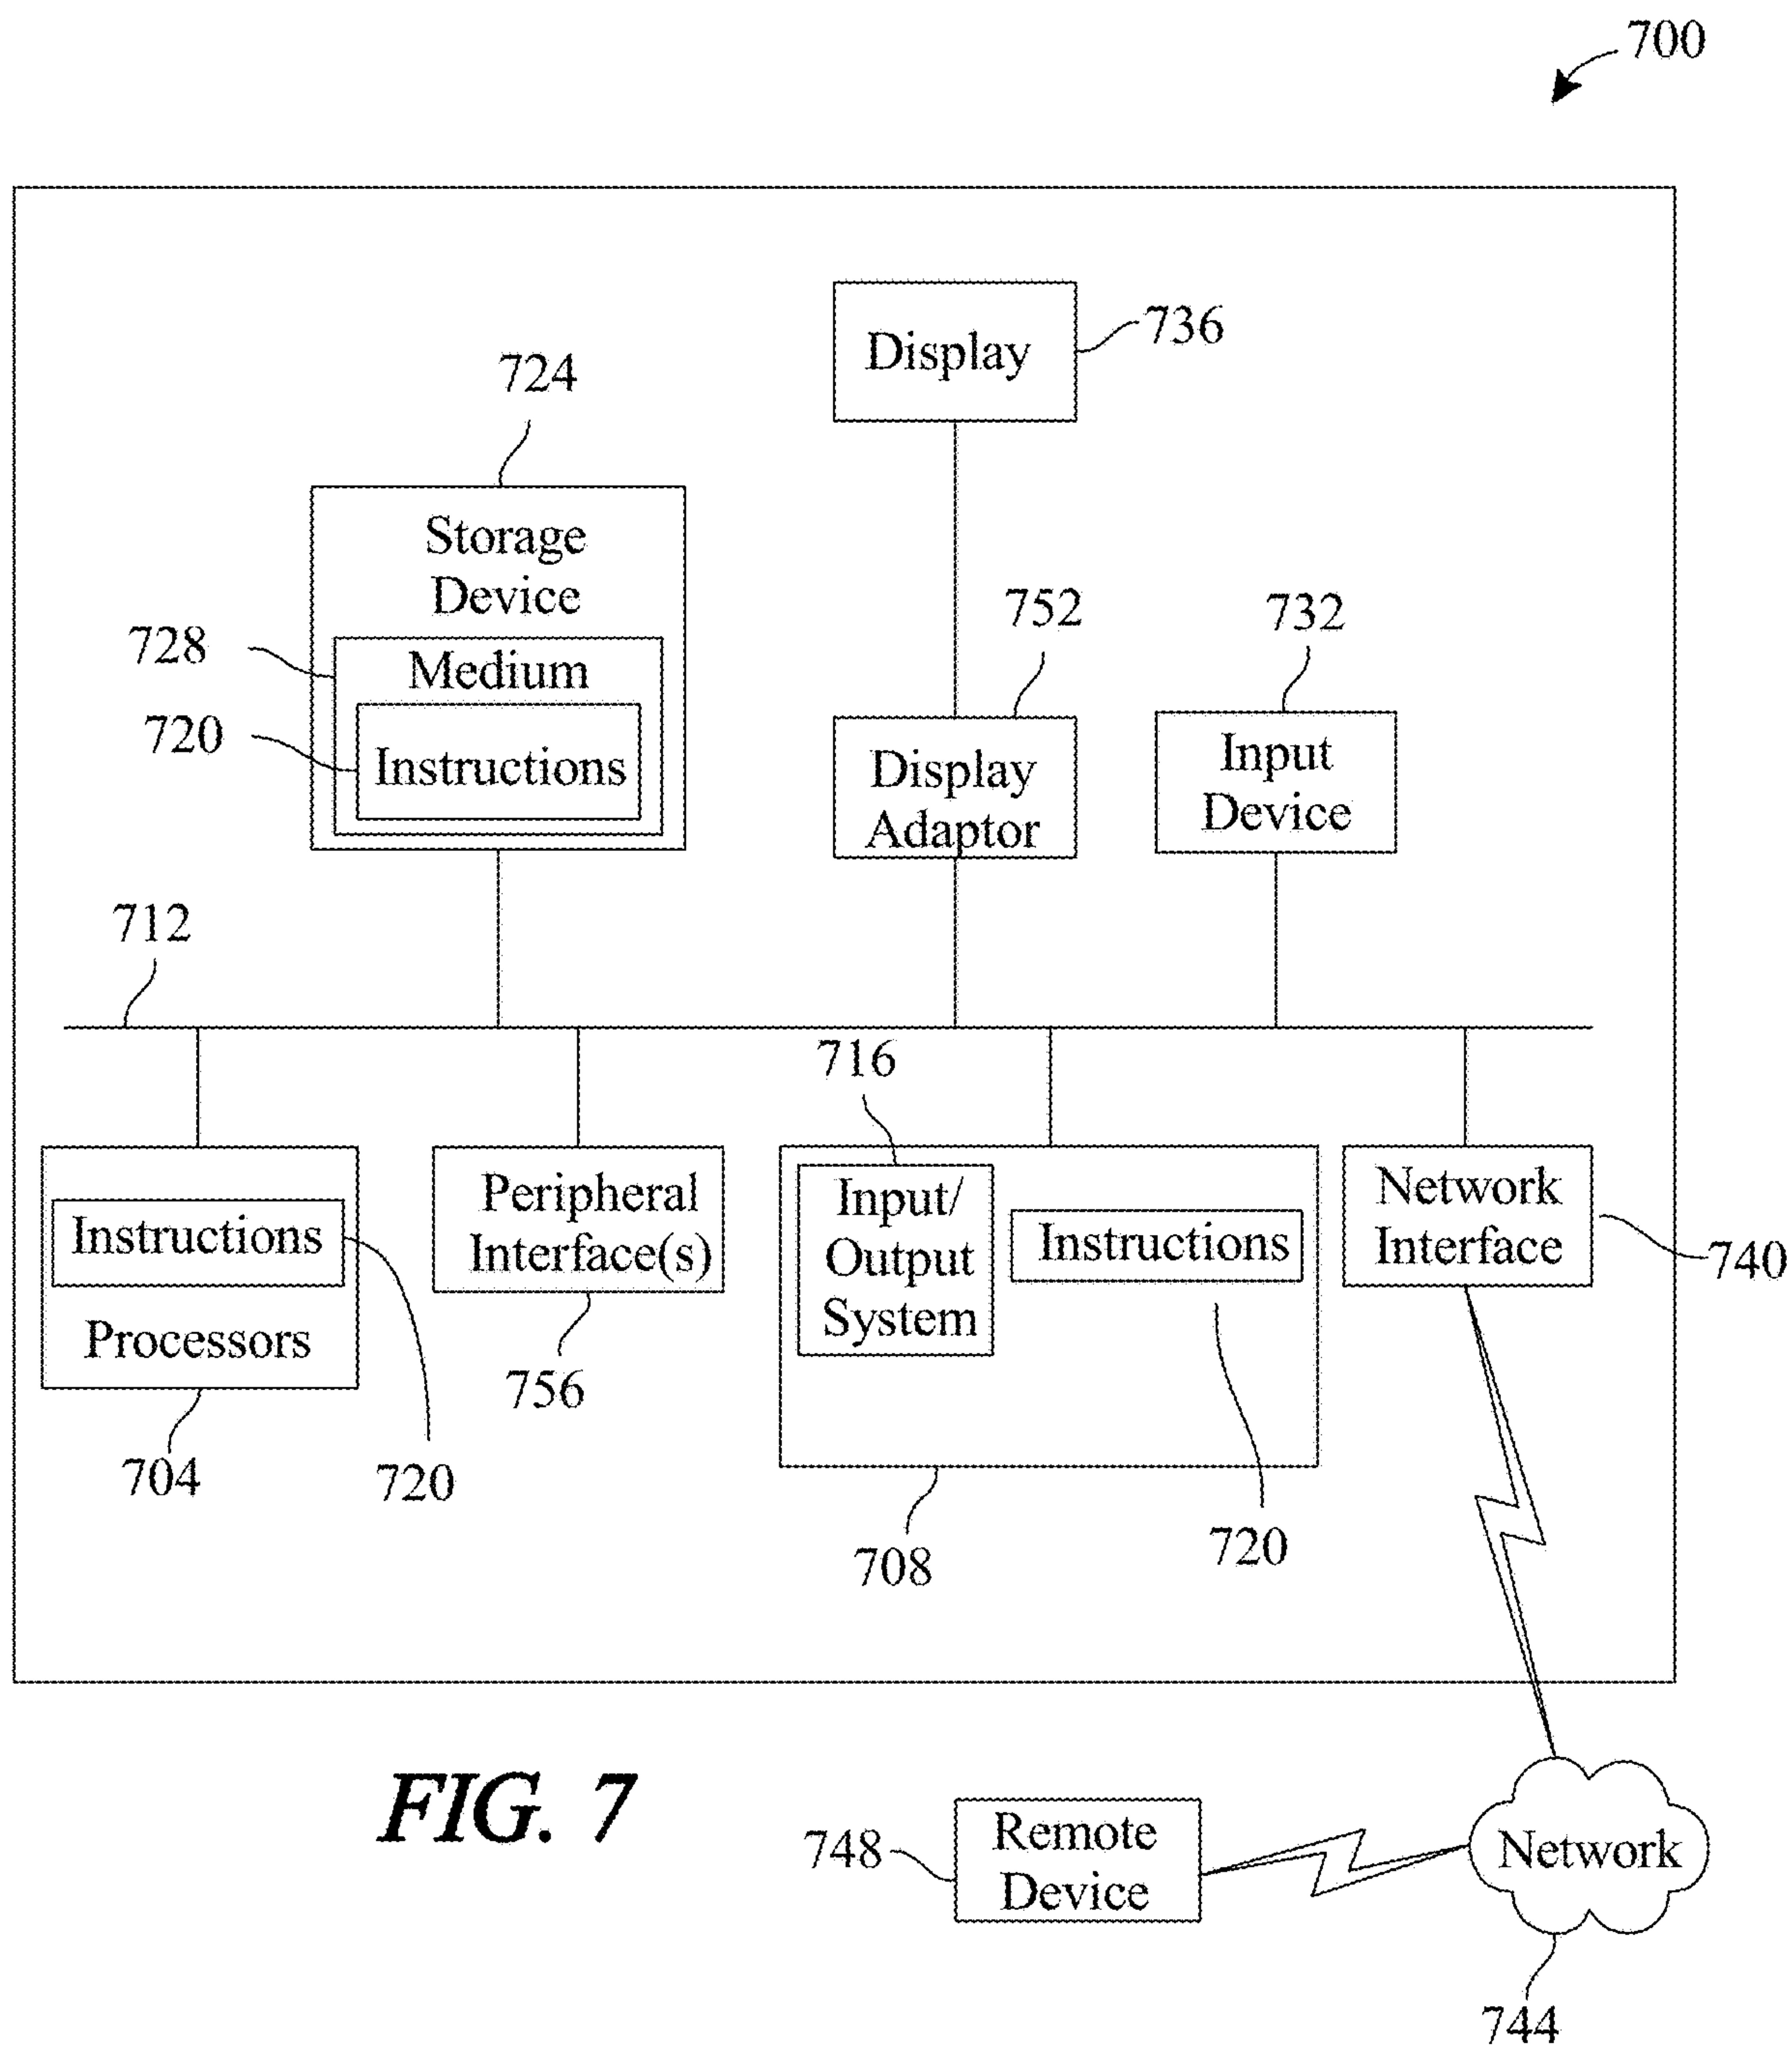 700
Display
736
724
Storage
Device
728
Medium
720
Instructions
752
Display
Adaptor
732
Input
Device
712
716
Instructions
Processors
704
720
Peripheral
Interface(s)
756
Input/
Output
System
Instructions
708
720
Network
Interface
740
FIG. 7
748
Remote
Device
Network
744